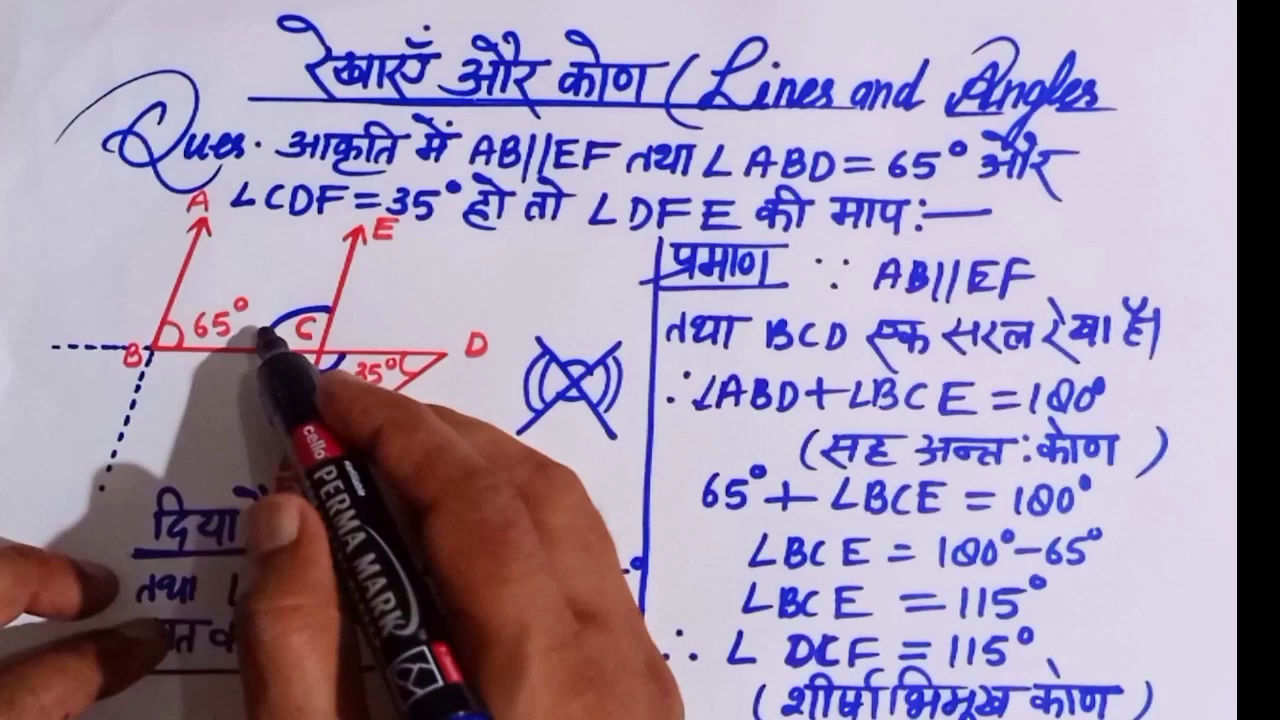 रेखाएँ और कोण (Lines and Angles
Ques. आकृति में AB||EF तथा ∠ABD = 65° और
∠CDF = 35° हो तो ∠DFE की माप :—
A
E
65°
C
B
D
35°
दिया
तथा
प्रमाण ∵ AB||EF
तथा BCD एक सरल रेखा है।
∴ ∠ABD + ∠BCE = 180°
(सह अन्तः कोण)
65° + ∠BCE = 180°
∠BCE = 180° - 65°
∠BCE = 115°
∴ ∠DCF = 115°
(शीर्षाभिमुख कोण)
cello
PERMA MARK